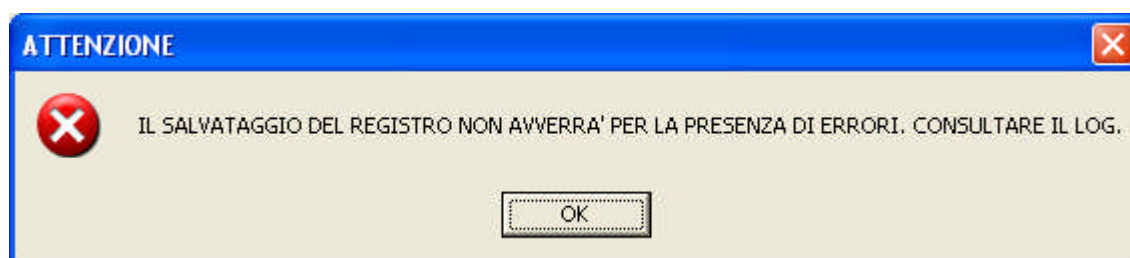 ATTENZIONE
IL SALVATAGGIO DEL REGISTRO NON AVVERRA' PER LA PRESENZA DI ERRORI. CONSULTARE IL LOG.
OK